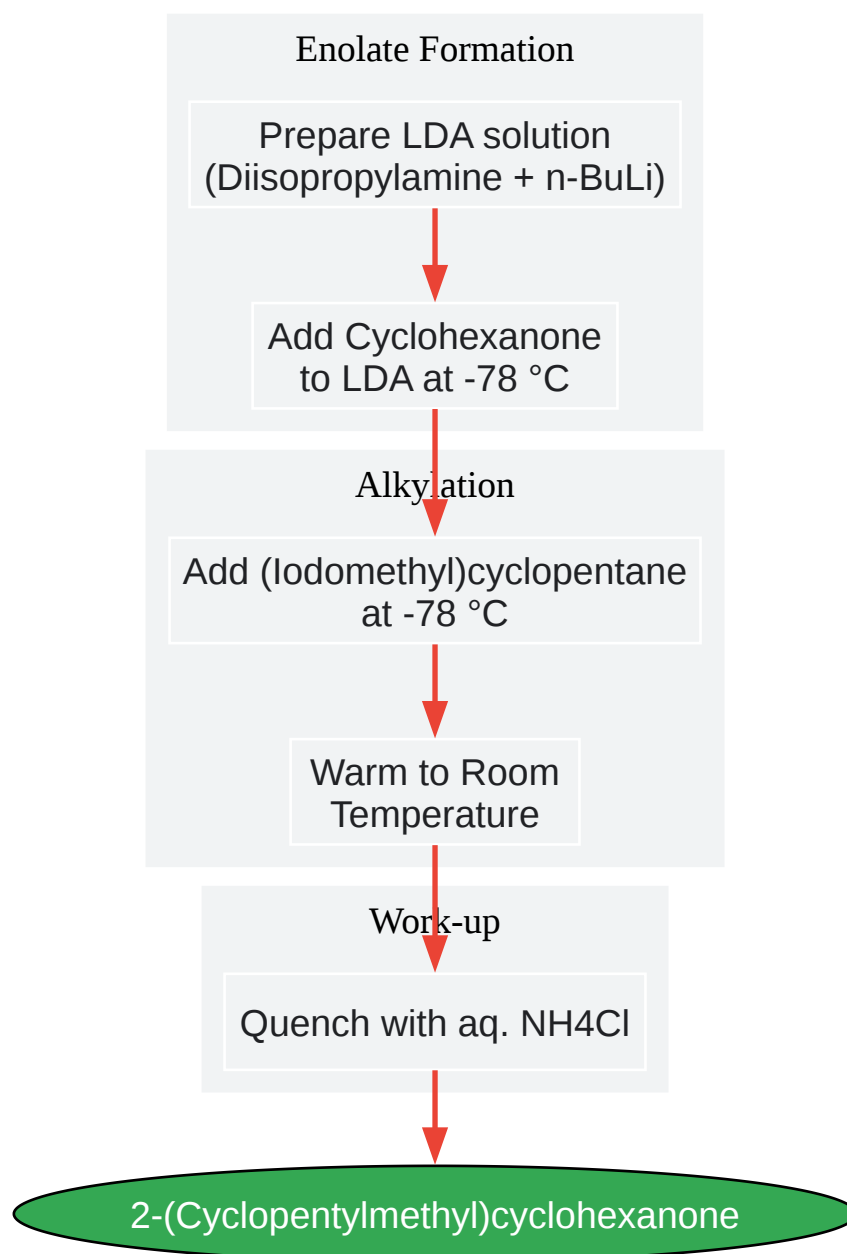 Enolate Formation
Prepare LDA solution
(Diisopropylamine + n-BuLi)
Add Cyclohexanone
to LDA at -78 °C
Alkylation
Add (Iodomethyl)cyclopentane
at -78 °C
Warm to Room
Temperature
Work-up
Quench with aq. NH4Cl
2-(Cyclopentylmethyl)cyclohexanone